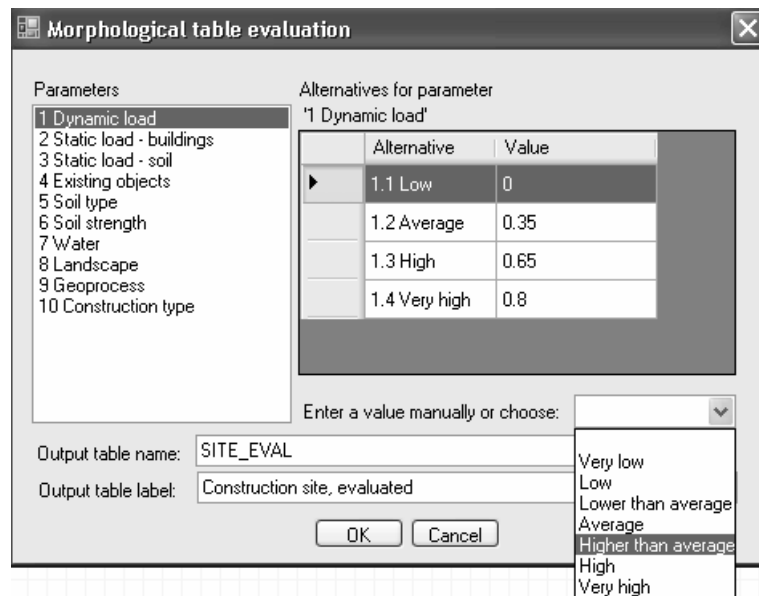 Morphological table evaluation
Parameters
1 Dynamic load
2 Static load - buildings
3 Static load - soil
4 Existing objects
5 Soil type
6 Soil strength
7 Water
8 Landscape
9 Geoprocess
10 Construction type
Alternatives for parameter
'1 Dynamic load'
Alternative Value
1.1 Low 0
1.2 Average 0.35
1.3 High 0.65
1.4 Very high 0.8
Enter a value manually or choose:
Very low
Low
Lower than average
Average
Higher than average
High
Very high
Output table name: SITE_EVAL
Output table label: Construction site, evaluated
OK Cancel